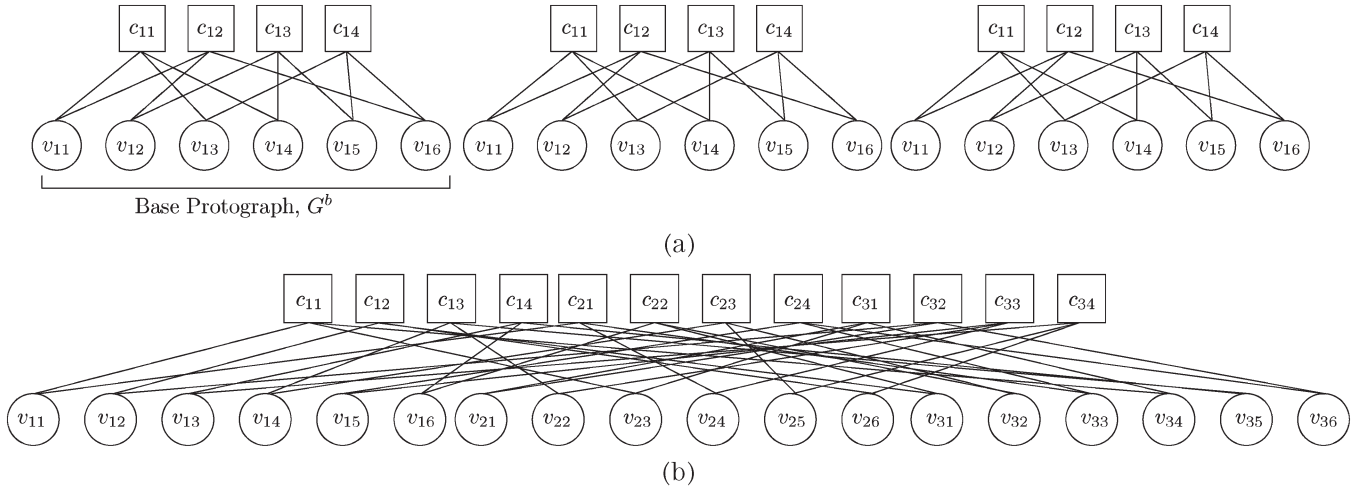 c11 c12 c13 c14 c11 c12 c13 c14 c11 c12 c13 c14
v11 v12 v13 v14 v15 v16 v11 v12 v13 v14 v15 v16 v11 v12 v13 v14 v15 v16
Base Protograph, G^b
(a)
c11 c12 c13 c14 c21 c22 c23 c24 c31 c32 c33 c34
v11 v12 v13 v14 v15 v16 v21 v22 v23 v24 v25 v26 v31 v32 v33 v34 v35 v36
(b)